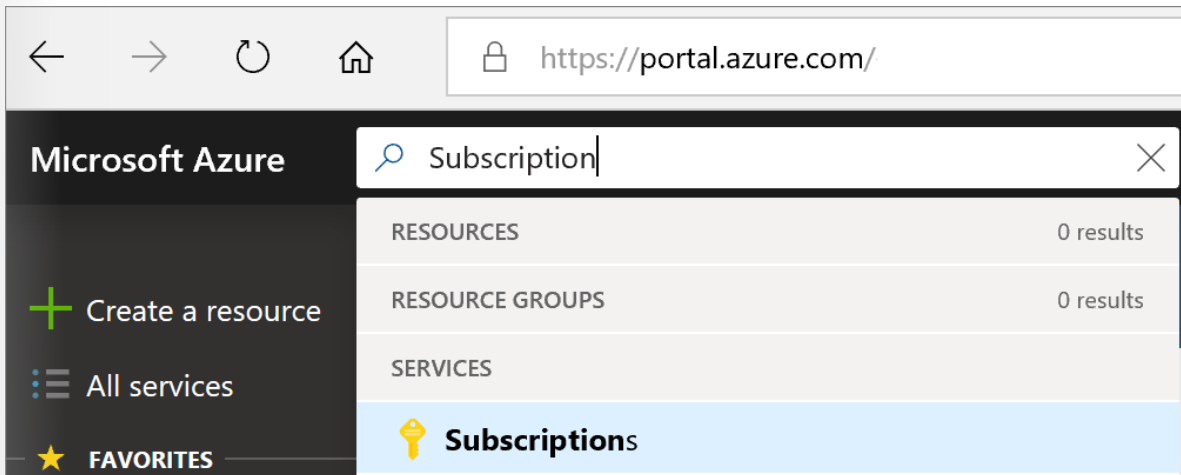 https://portal.azure.com/
Microsoft Azure
Subscription
RESOURCES 0 results
Create a resource
RESOURCE GROUPS 0 results
All services
SERVICES
FAVORITES
Subscriptions